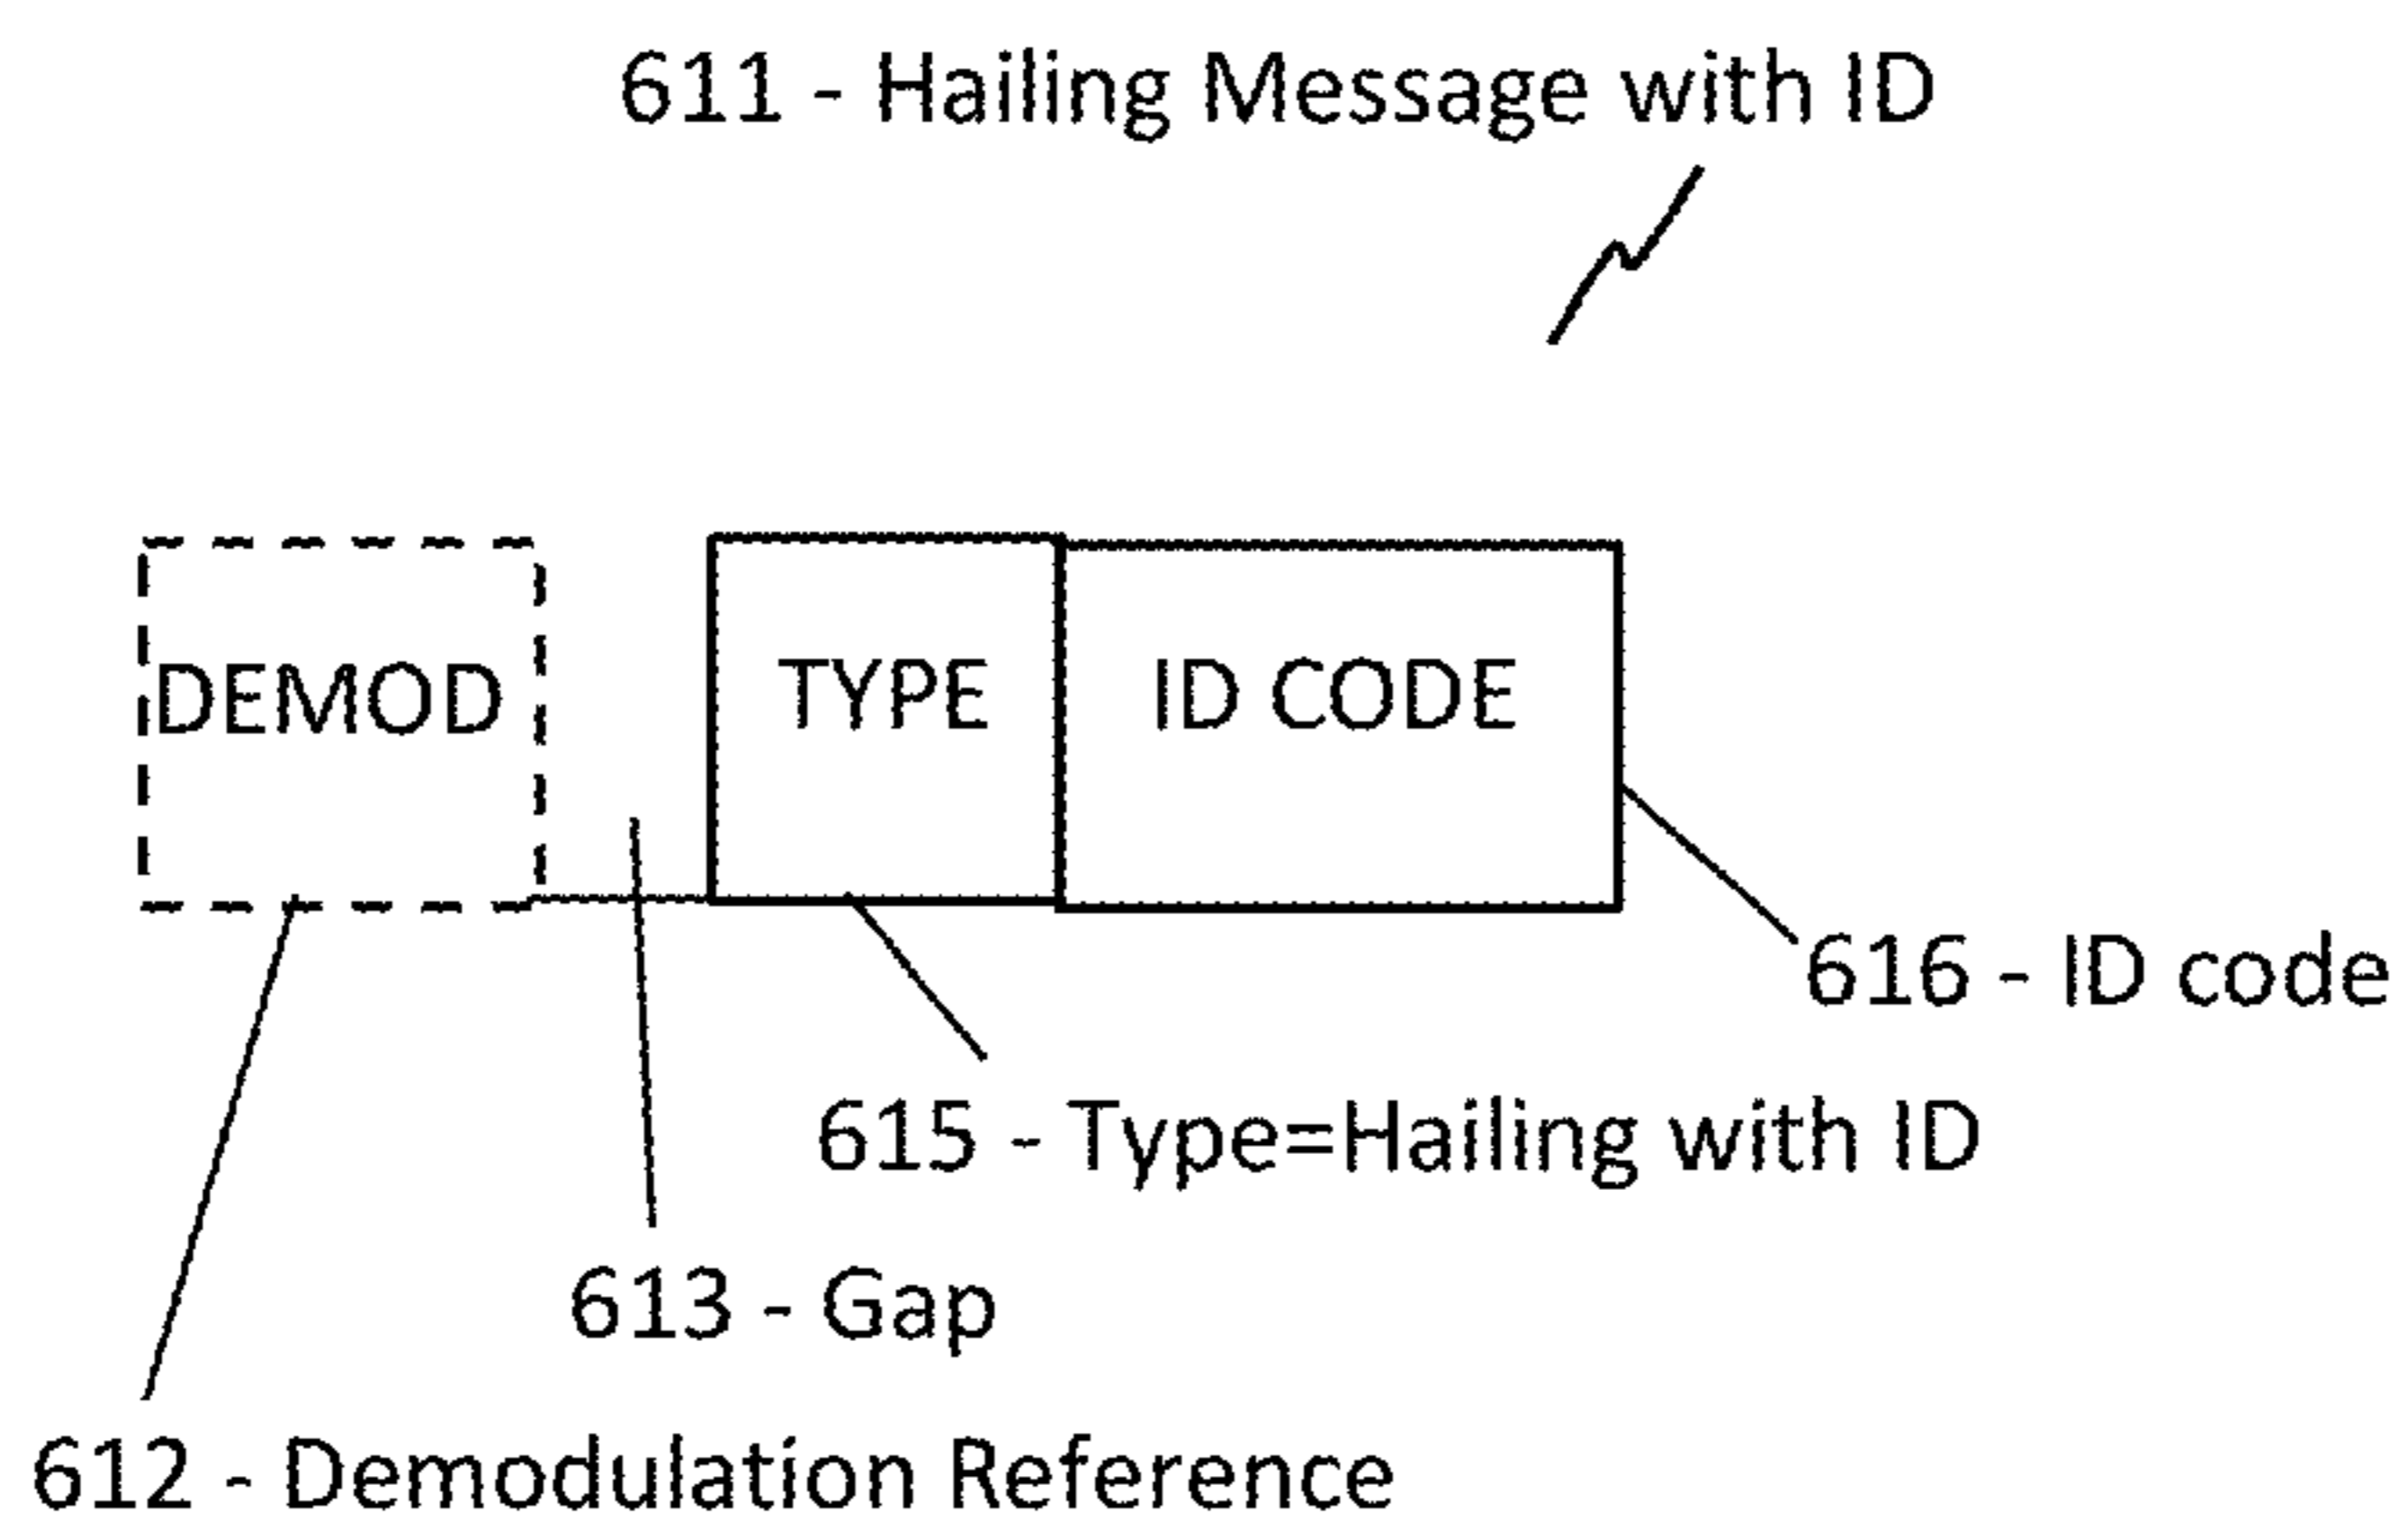 611 - Hailing Message with ID
DEMOD
TYPE
ID CODE
616 - ID code
615 - Type=Hailing with ID
613 - Gap
612 - Demodulation Reference